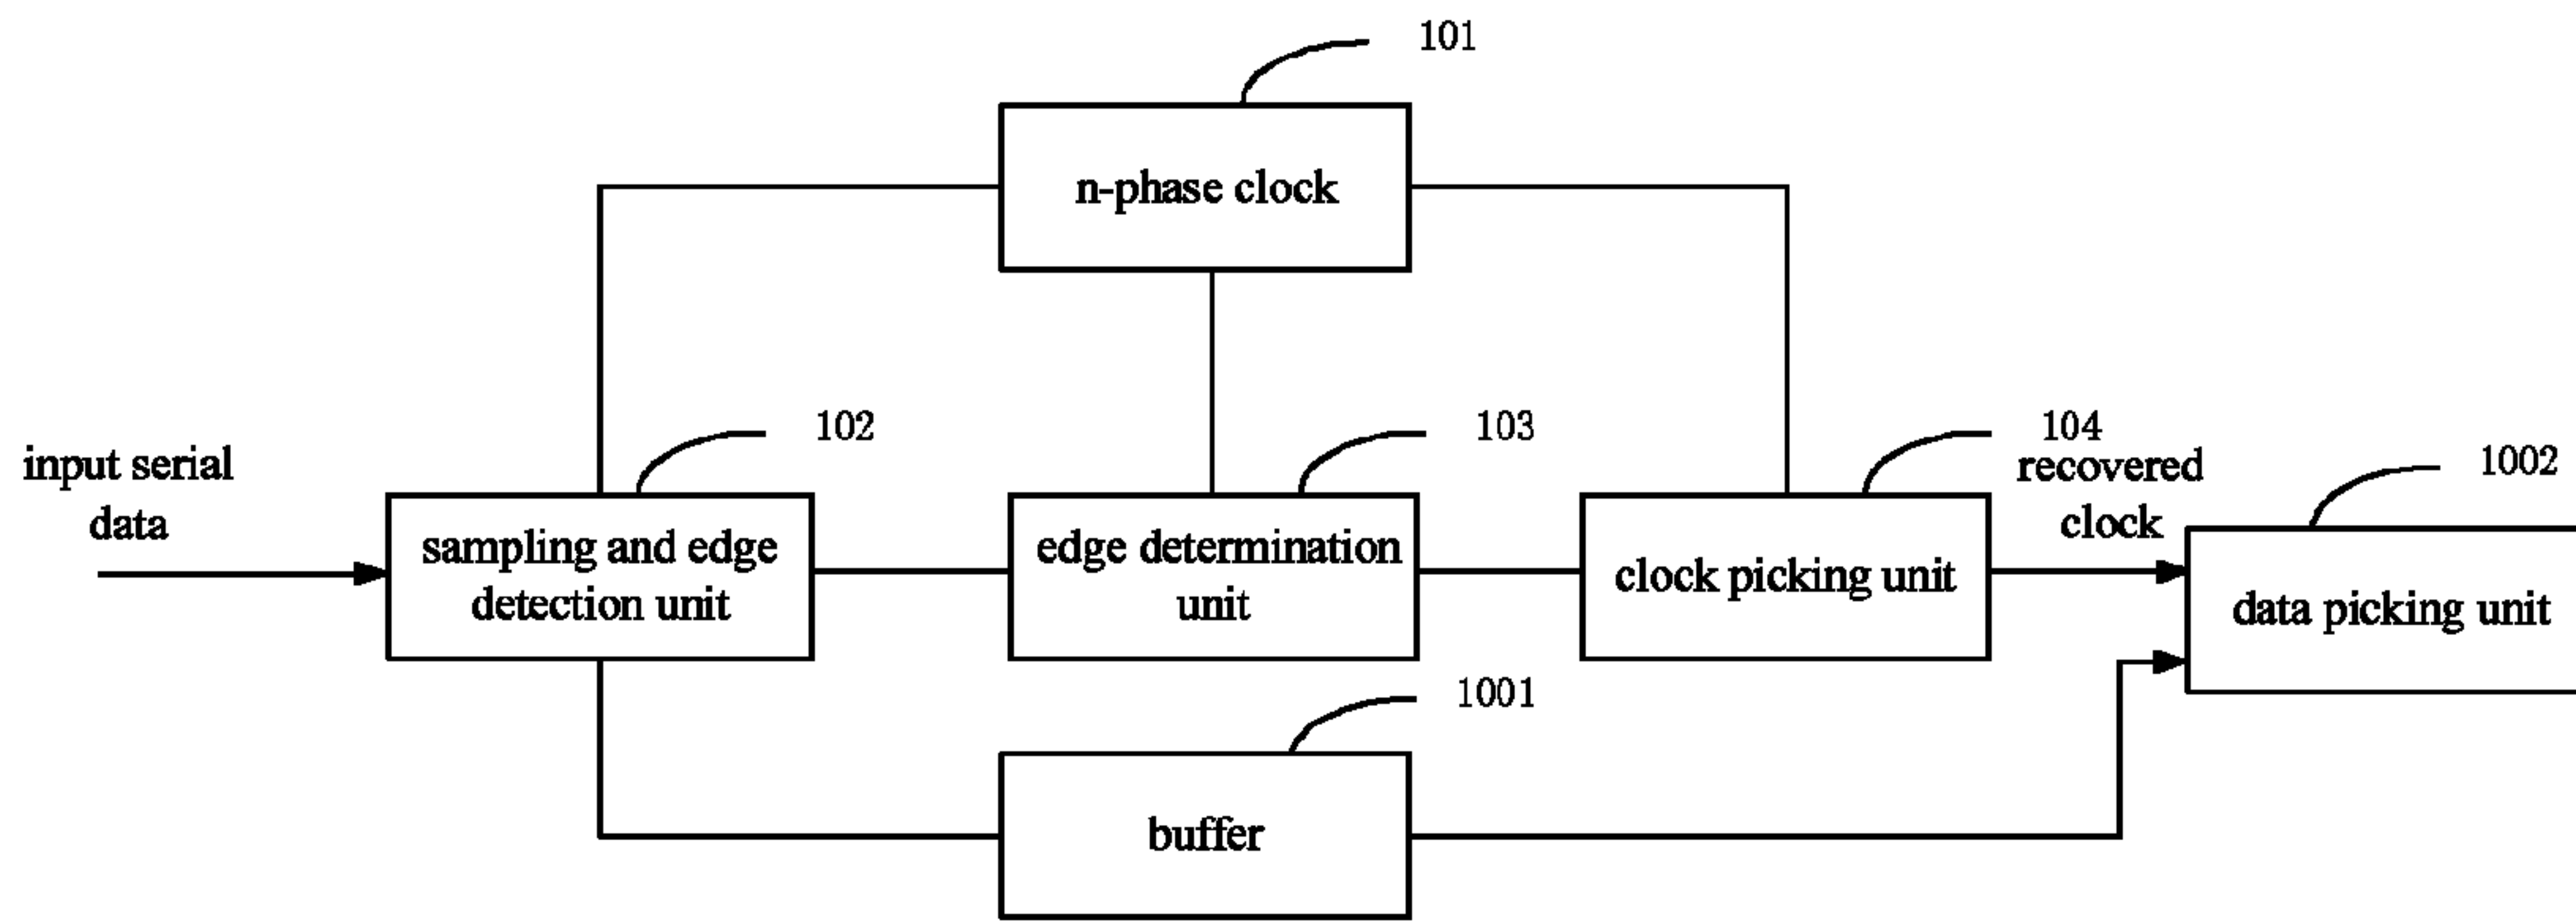 101
n-phase clock
102
103
104
input serial
data
recovered
clock
1002
sampling and edge
detection unit
edge determination
unit
clock picking unit
data picking unit
1001
buffer